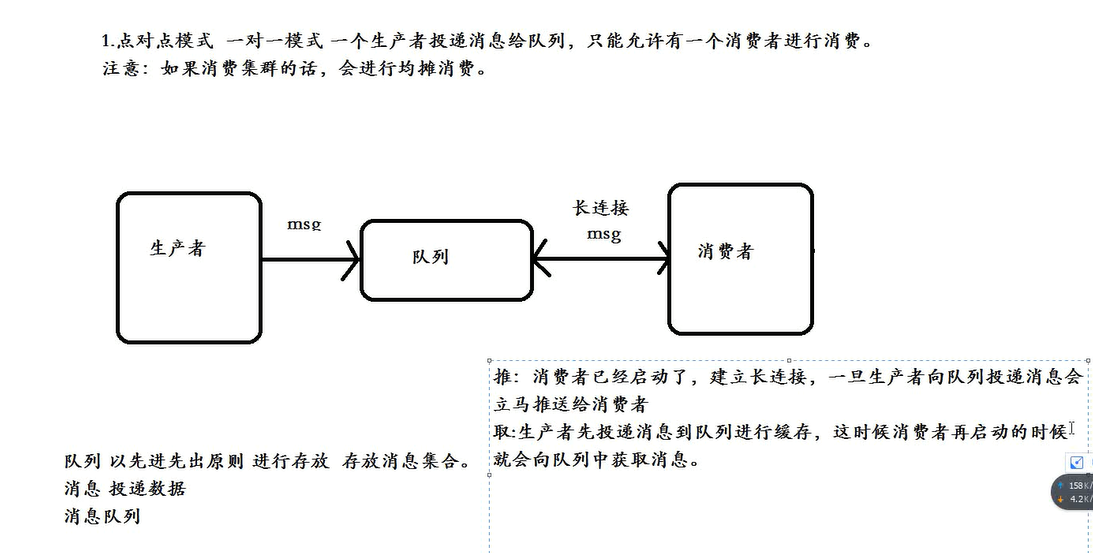 1.点对点模式 一对一模式 一个生产者投递消息给队列，只能允许有一个消费者进行消费。
注意：如果消费集群的话，会进行均摊消费。
生产者
msg
队列
长连接
msg
消费者
推：消费者已经启动了，建立长连接，一旦生产者向队列投递消息会
立马推送给消费者
取:生产者先投递消息到队列进行缓存，这时候消费者再启动的时候
就会向队列中获取消息。
队列 以先进先出原则 进行存放 存放消息集合。
消息 投递数据
消息队列
158K/
4.2K/